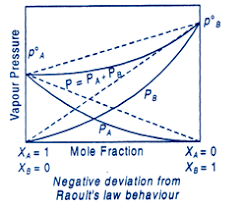 p°B
p°A
Vapour Pressure
P = PA + PB
PB
PA
XA = 1 Mole Fraction XA = 0
XB = 0 XB = 1
Negative deviation from
Raoult's law behaviour